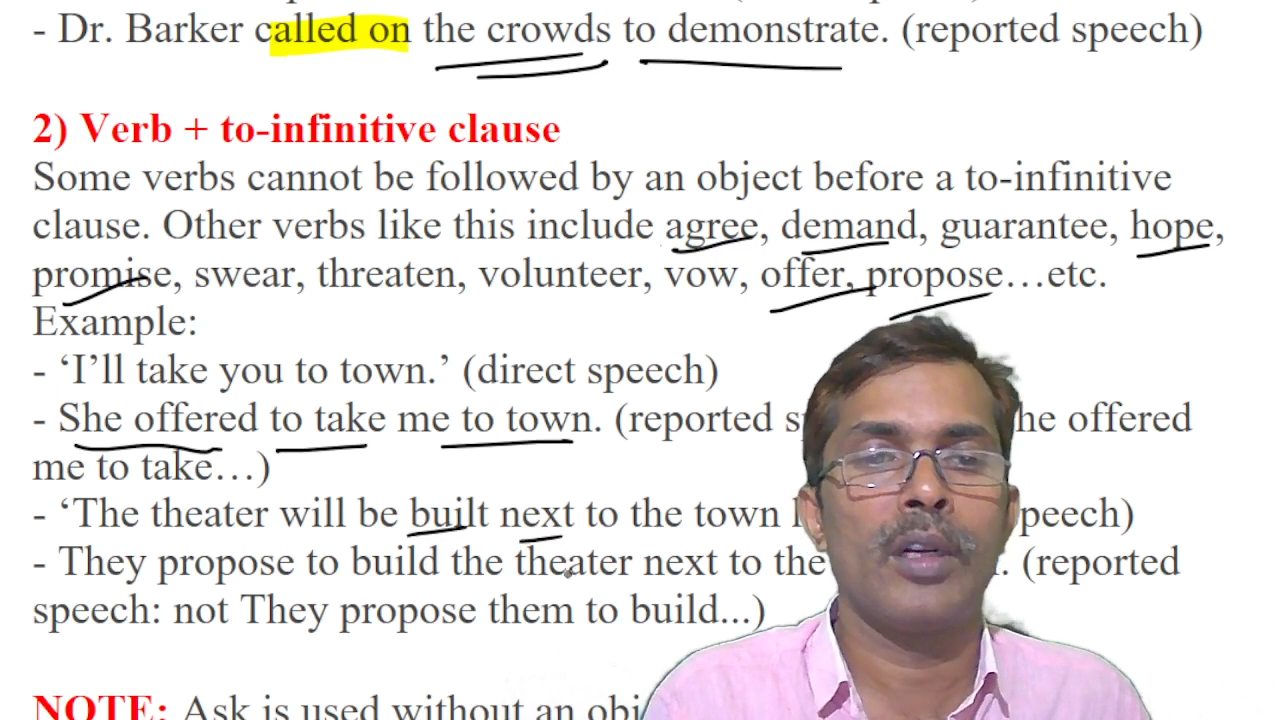 - Dr. Barker called on the crowds to demonstrate. (reported speech)
2) Verb + to-infinitive clause
Some verbs cannot be followed by an object before a to-infinitive
clause. Other verbs like this include agree, demand, guarantee, hope,
promise, swear, threaten, volunteer, vow, offer, propose…etc.
Example:
- ‘I’ll take you to town.’ (direct speech)
- She offered to take me to town. (reported he offered
me to take…)
- ‘The theater will be built next to the town peech)
- They propose to build the theater next to the . (reported
speech: not They propose them to build...)
NOTE: Ask is used without an obj